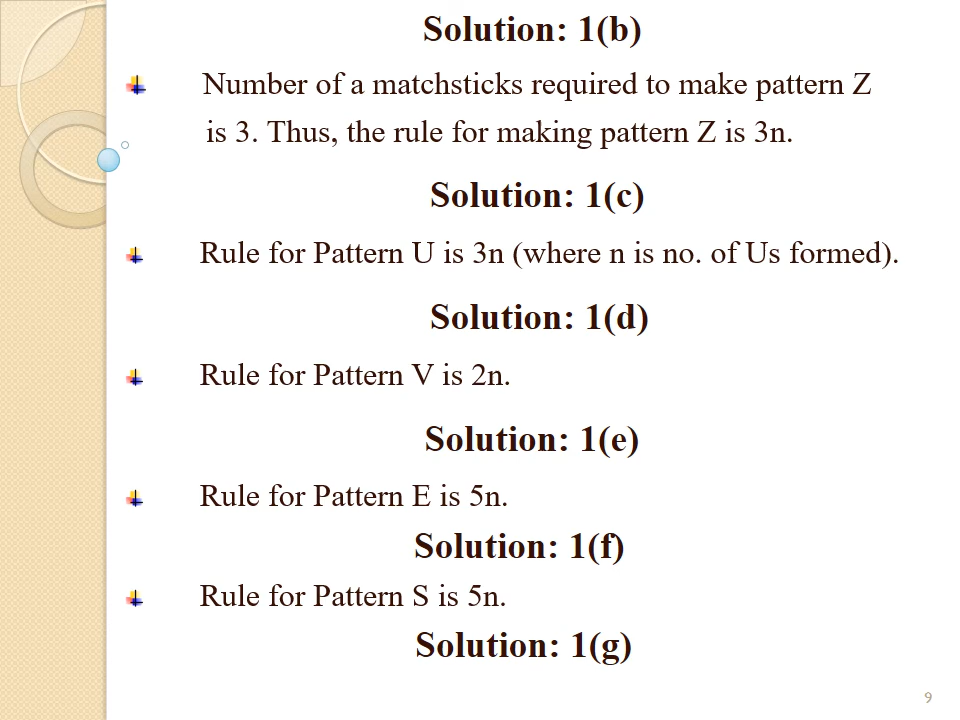 Solution: 1(b)
Number of a matchsticks required to make pattern Z
is 3. Thus, the rule for making pattern Z is 3n.
Solution: 1(c)
Rule for Pattern U is 3n (where n is no. of Us formed).
Solution: 1(d)
Rule for Pattern V is 2n.
Solution: 1(e)
Rule for Pattern E is 5n.
Solution: 1(f)
Rule for Pattern S is 5n.
Solution: 1(g)
9